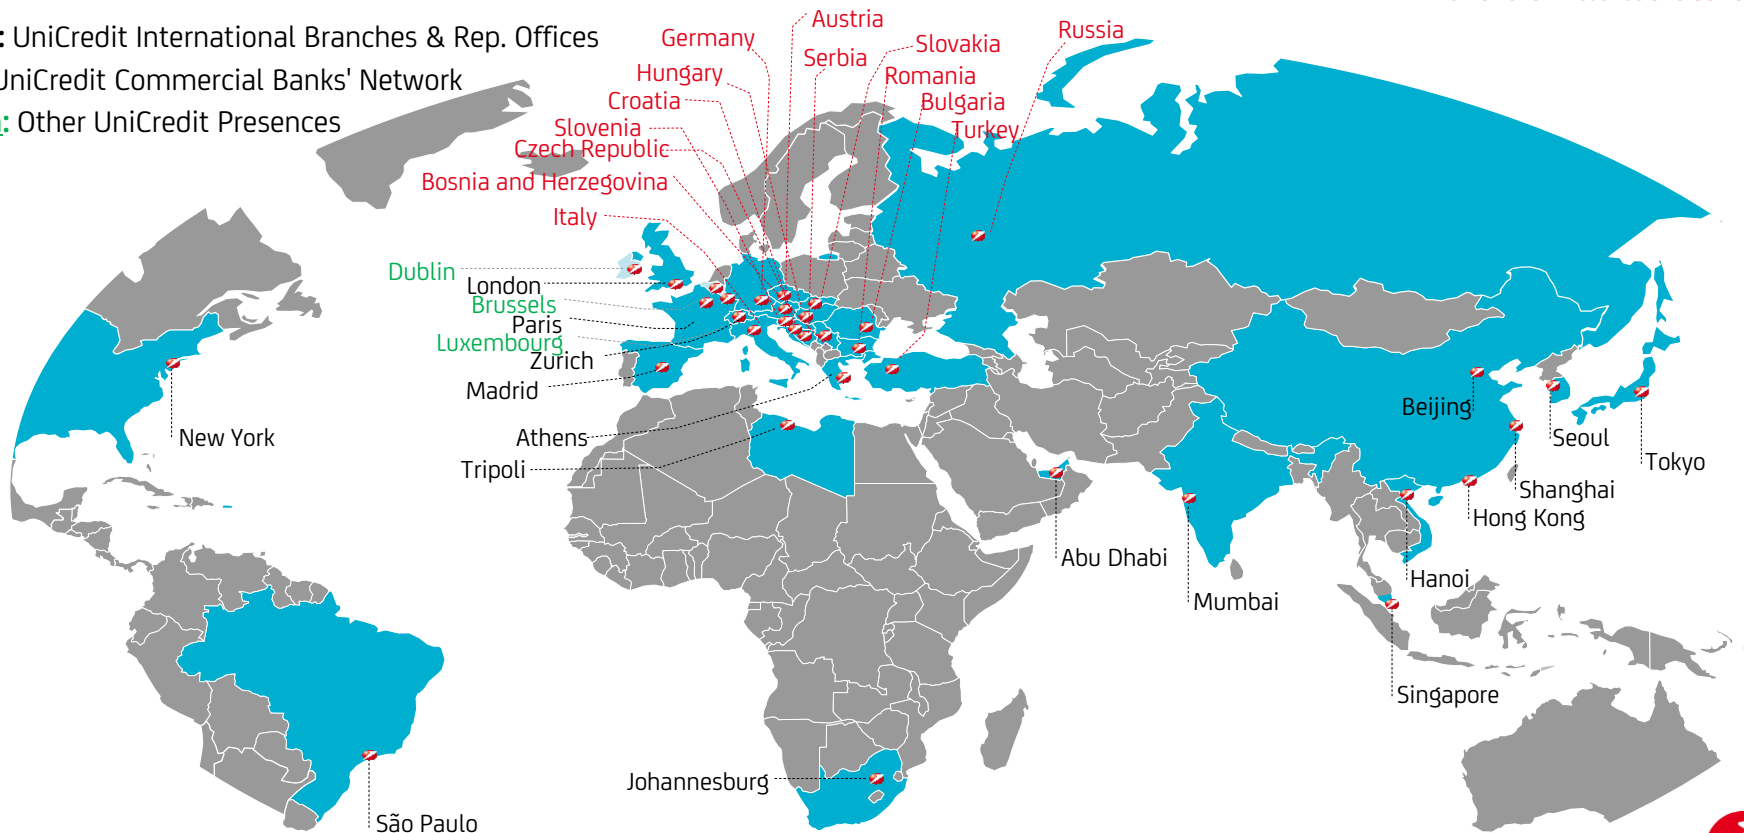 : UniCredit International Branches & Rep. Offices
UniCredit Commercial Banks' Network
: Other UniCredit Presences
Austria
Germany
Slovakia
Russia
Serbia
Hungary
Romania
Croatia
Bulgaria
Slovenia
Turkey
Czech Republic
Bosnia and Herzegovina
Italy
Dublin
London
Brussels
Paris
Luxembourg
Zurich
Madrid
Athens
Tripoli
New York
Beijing
Seoul
Tokyo
Shanghai
Hong Kong
Abu Dhabi
Hanoi
Mumbai
Singapore
Johannesburg
São Paulo